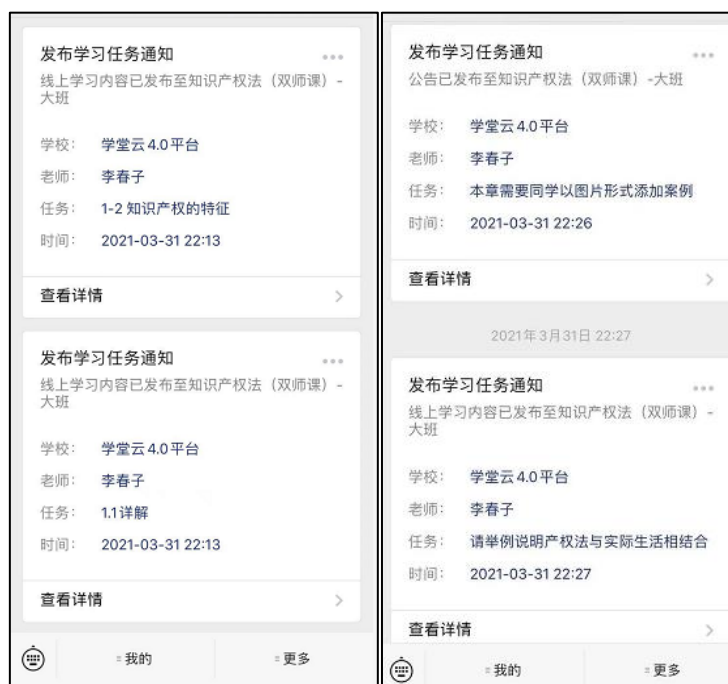 发布学习任务通知
线上学习内容已发布至知识产权法（双师课）-
大班
学校： 学堂云4.0平台
老师： 李春子
任务： 1-2 知识产权的特征
时间： 2021-03-31 22:13
查看详情
发布学习任务通知
线上学习内容已发布至知识产权法（双师课）-
大班
学校： 学堂云4.0平台
老师： 李春子
任务： 1.1详解
时间： 2021-03-31 22:13
查看详情
我的
更多
发布学习任务通知
公告已发布至知识产权法（双师课）-大班
学校： 学堂云4.0平台
老师： 李春子
任务： 本章需要同学以图片形式添加案例
时间： 2021-03-31 22:26
查看详情
2021年3月31日 22:27
发布学习任务通知
线上学习内容已发布至知识产权法（双师课）-
大班
学校： 学堂云4.0平台
老师： 李春子
任务： 请举例说明产权法与实际生活相结合
时间： 2021-03-31 22:27
查看详情
我的
更多